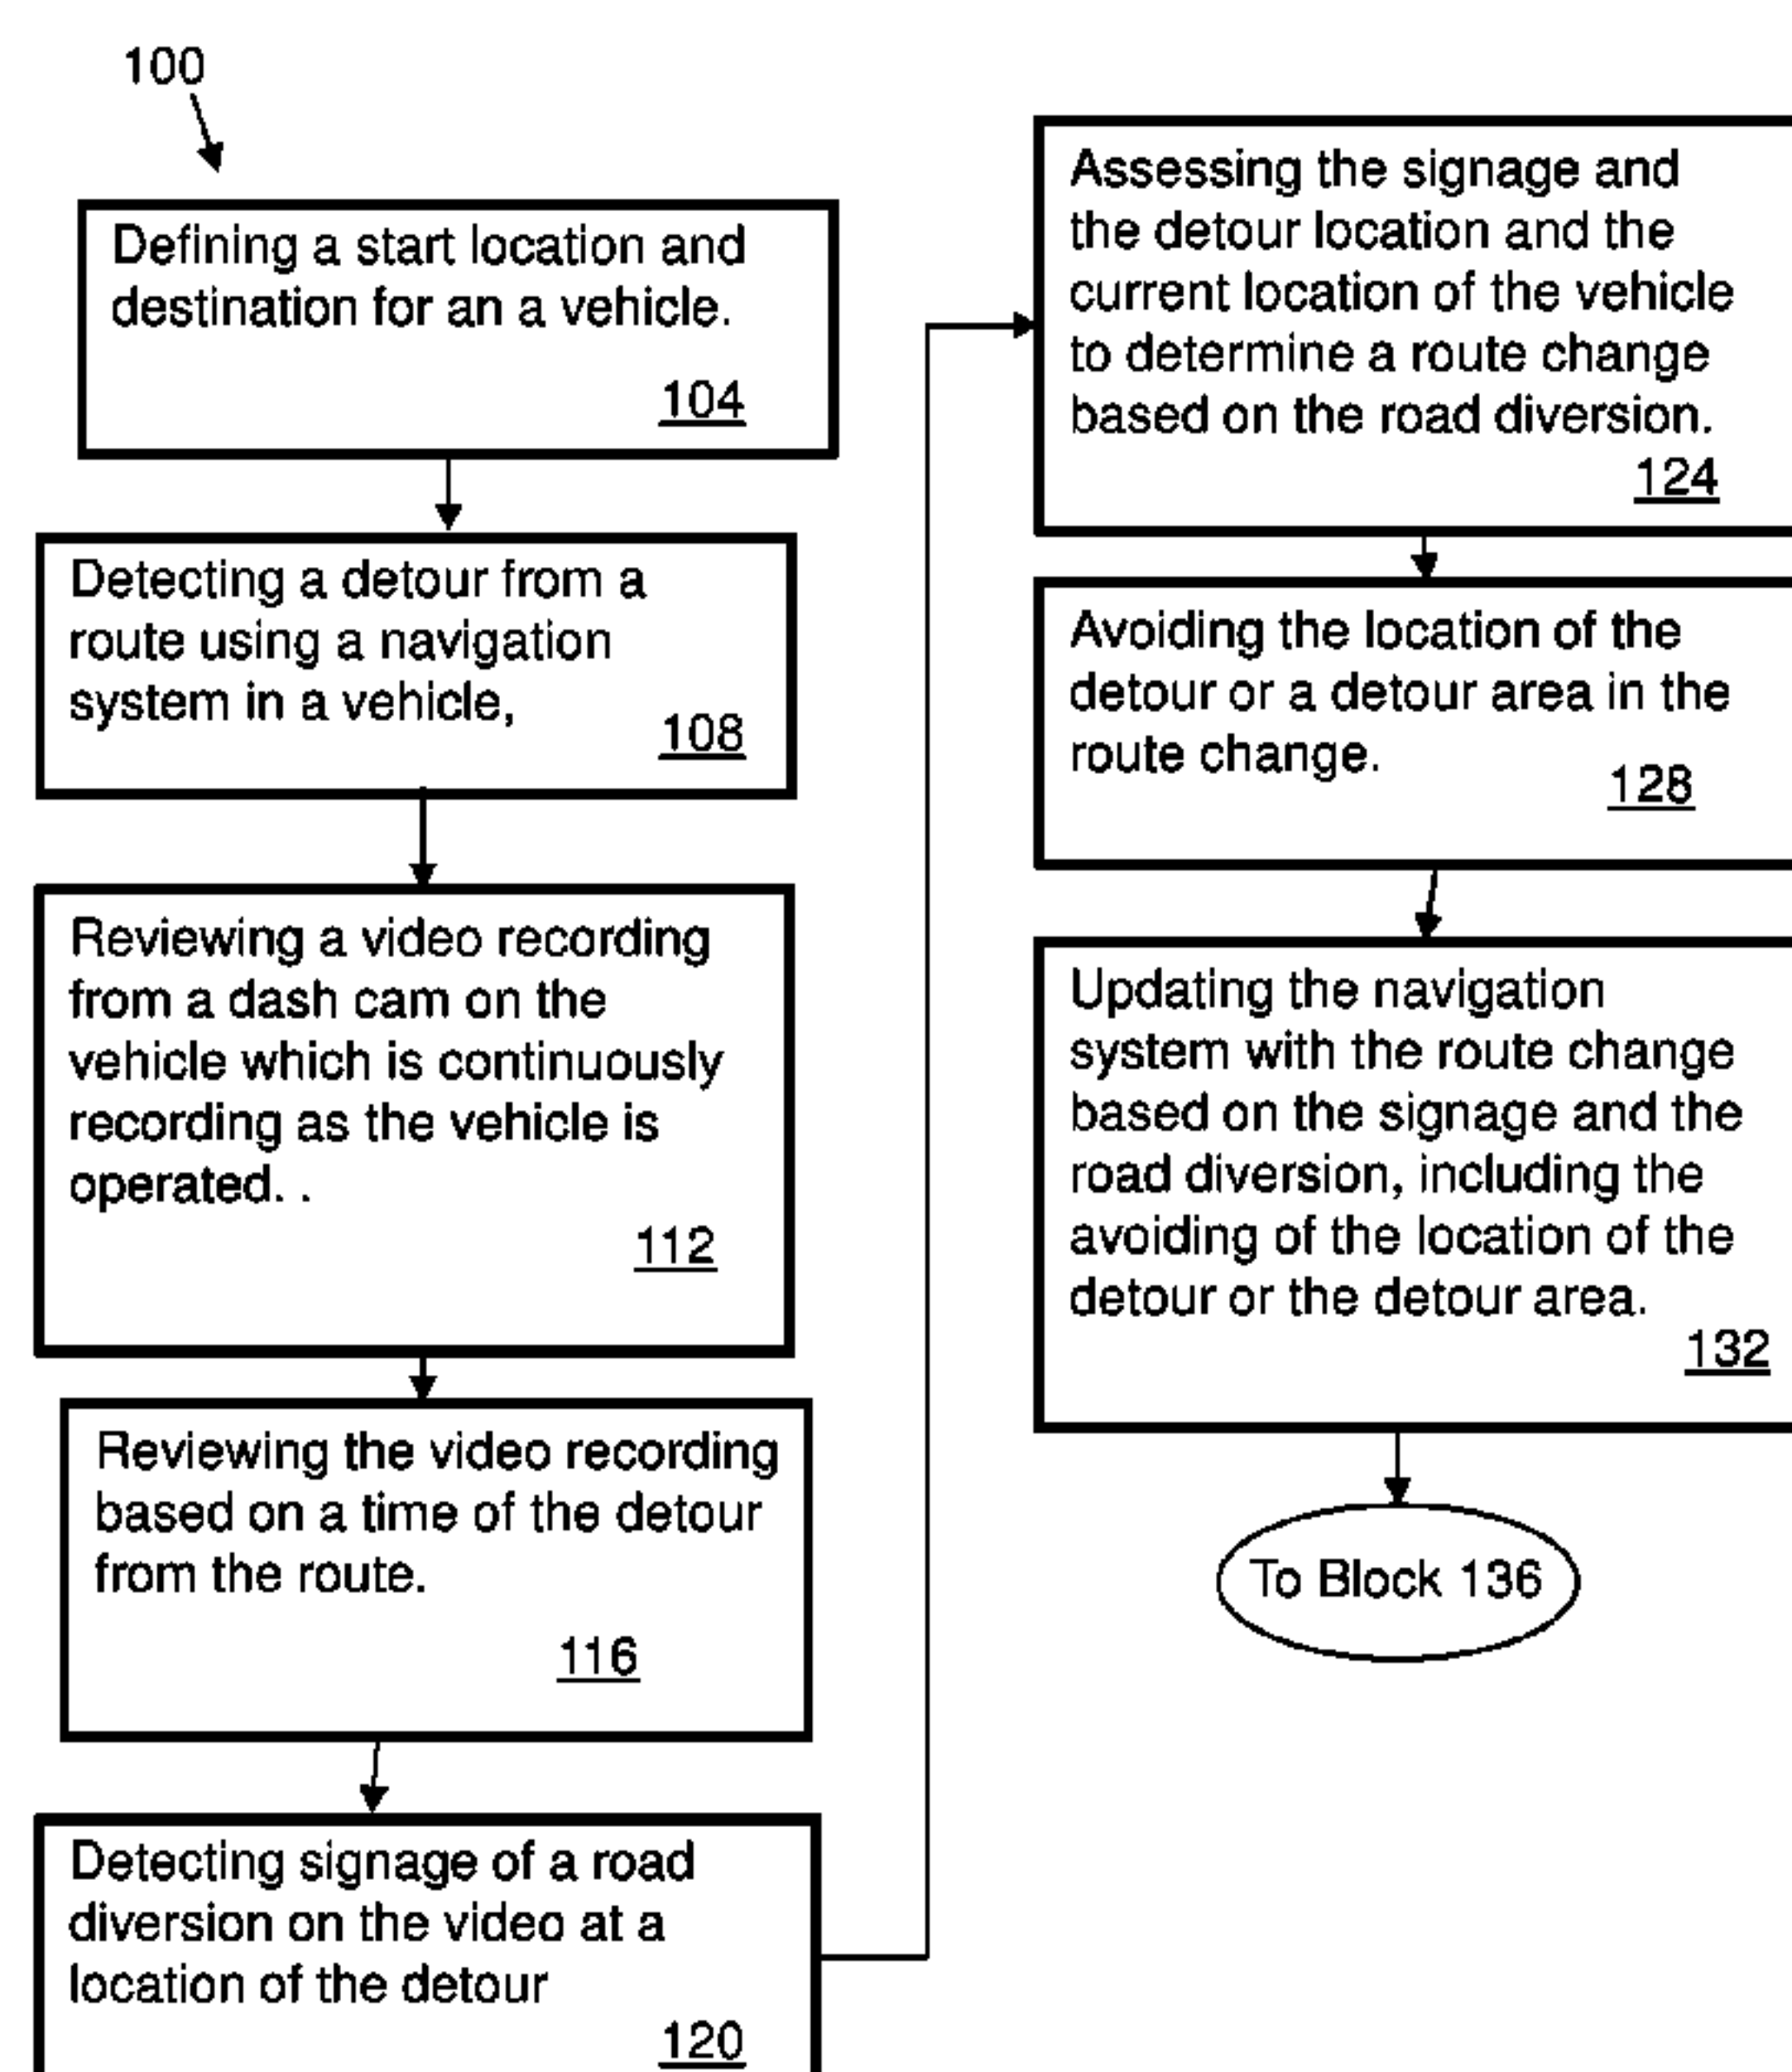 100
Defining a start location and
destination for an a vehicle.
104
Detecting a detour from a
route using a navigation
system in a vehicle,
108
Reviewing a video recording
from a dash cam on the
vehicle which is continuously
recording as the vehicle is
operated. .
112
Reviewing the video recording
based on a time of the detour
from the route.
116
Detecting signage of a road
diversion on the video at a
location of the detour
120
Assessing the signage and
the detour location and the
current location of the vehicle
to determine a route change
based on the road diversion.
124
Avoiding the location of the
detour or a detour area in the
route change.
128
Updating the navigation
system with the route change
based on the signage and the
road diversion, including the
avoiding of the location of the
detour or the detour area.
132
To Block 136